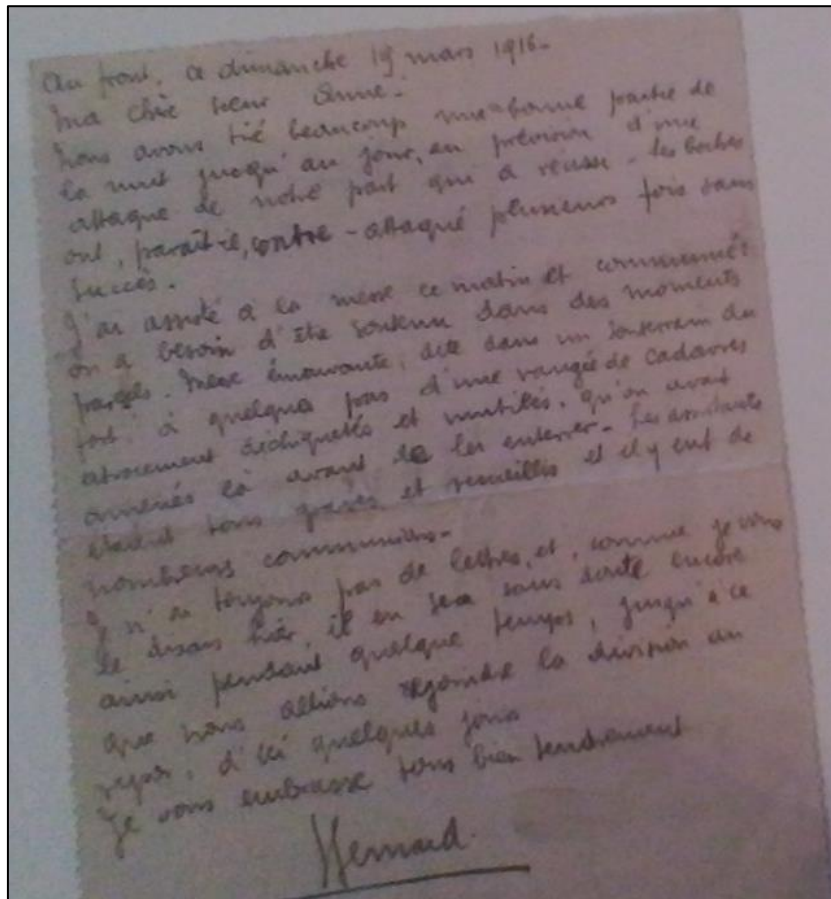 Au front, ce dimanche 19 mars 1916-
Ma chère soeur Anne-
Nous avons tiré beaucoup une bonne partie de
la nuit jusqu'au jour, en prévision d'une
attaque de notre part qui a réussi. les boches
ont, paraît-il, contre-attaqué plusieurs fois sans
succès.
J'ai assisté à la messe ce matin et communié:
on a besoin d'être soutenu dans des moments
pareils. Messe émouvante, dite dans un souterrain du
fort à quelques pas d'une rangée de cadavres
atrocement déchiquetés et mutilés, qu'on avait
amenés là avant de les enterrer- Les assistants
étaient tous graves et recueillis et il y eut de
nombreuses communions.
Je n'ai toujours pas de lettres, et, comme je vous
le disais hier, il en sera sans doute encore
ainsi pendant quelque temps, jusqu'à ce
que nous allions rejoindre la division au
repos, d'ici quelques jours
Je vous embrasse tous bien tendrement